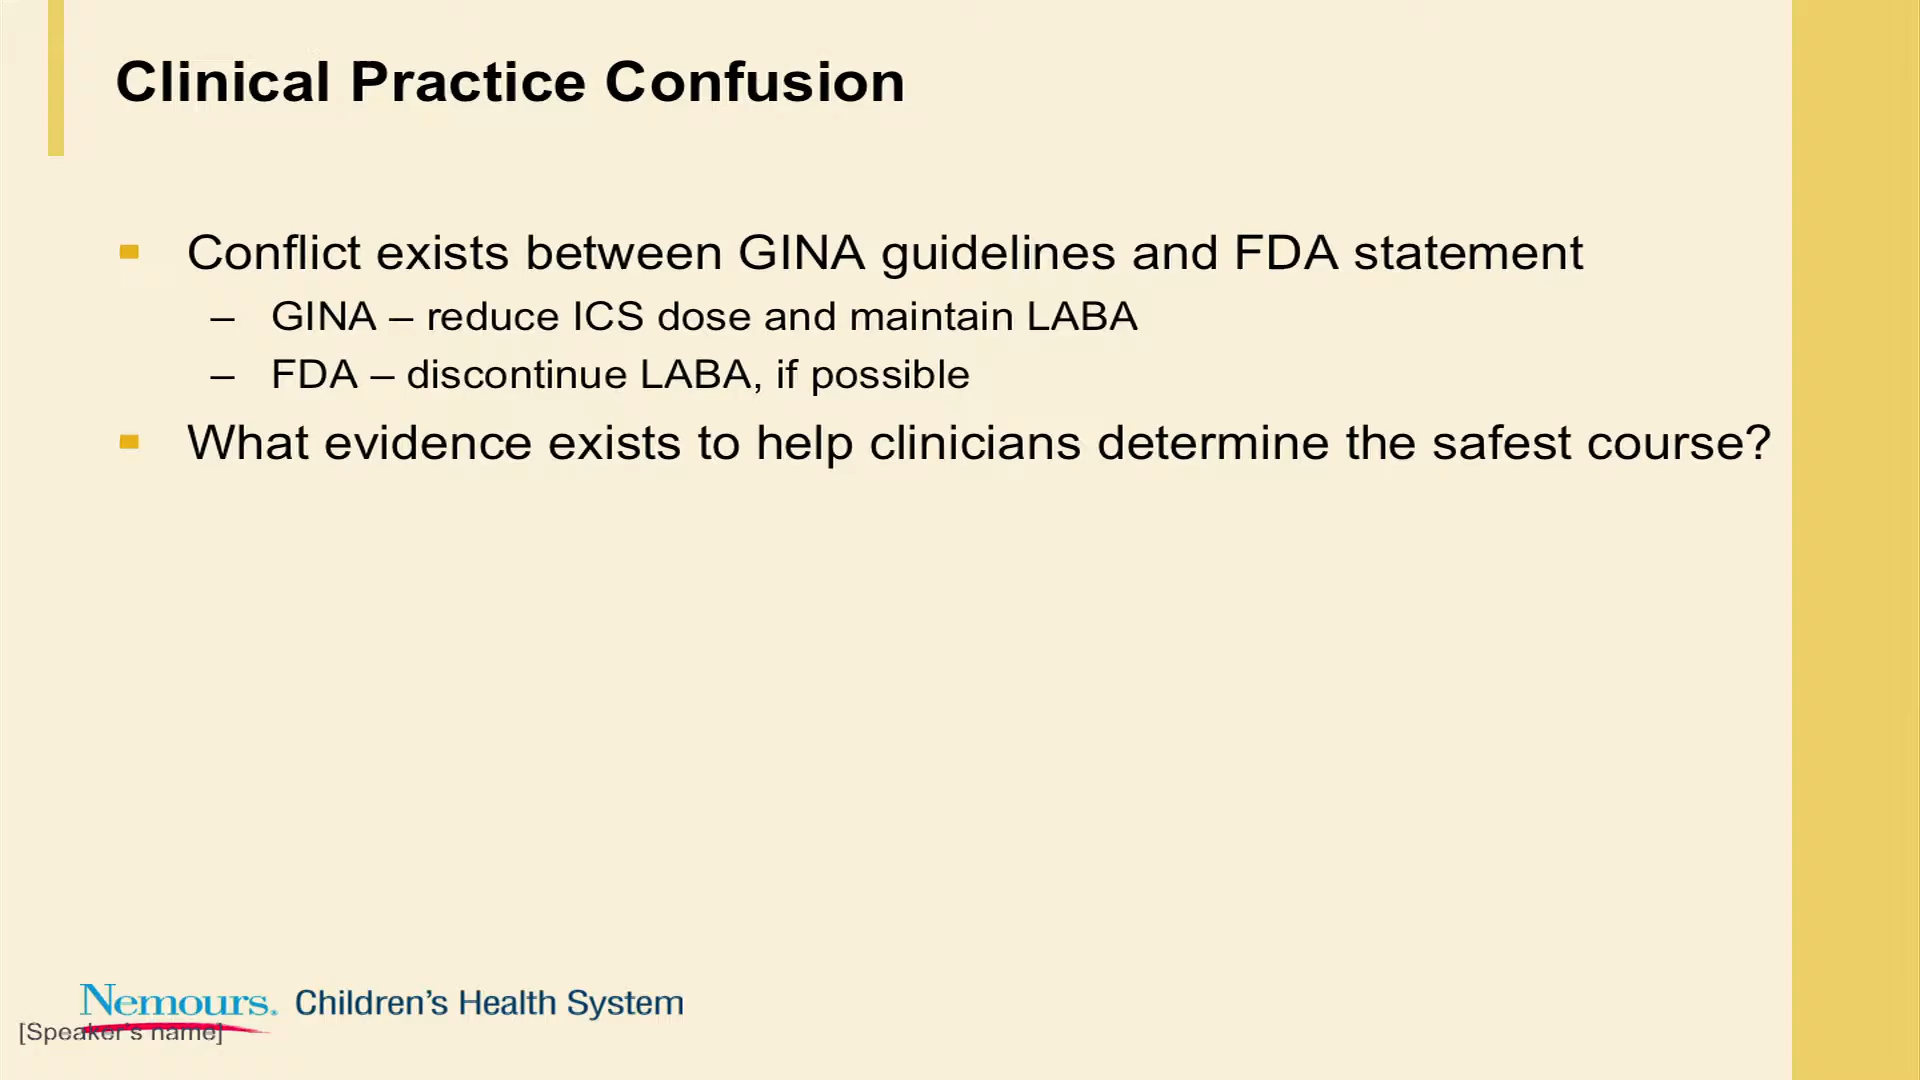 Clinical Practice Confusion
Conflict exists between GINA guidelines and FDA statement
– GINA – reduce ICS dose and maintain LABA
– FDA – discontinue LABA, if possible
What evidence exists to help clinicians determine the safest course?
Nemours. Children's Health System
[Speaker's name]